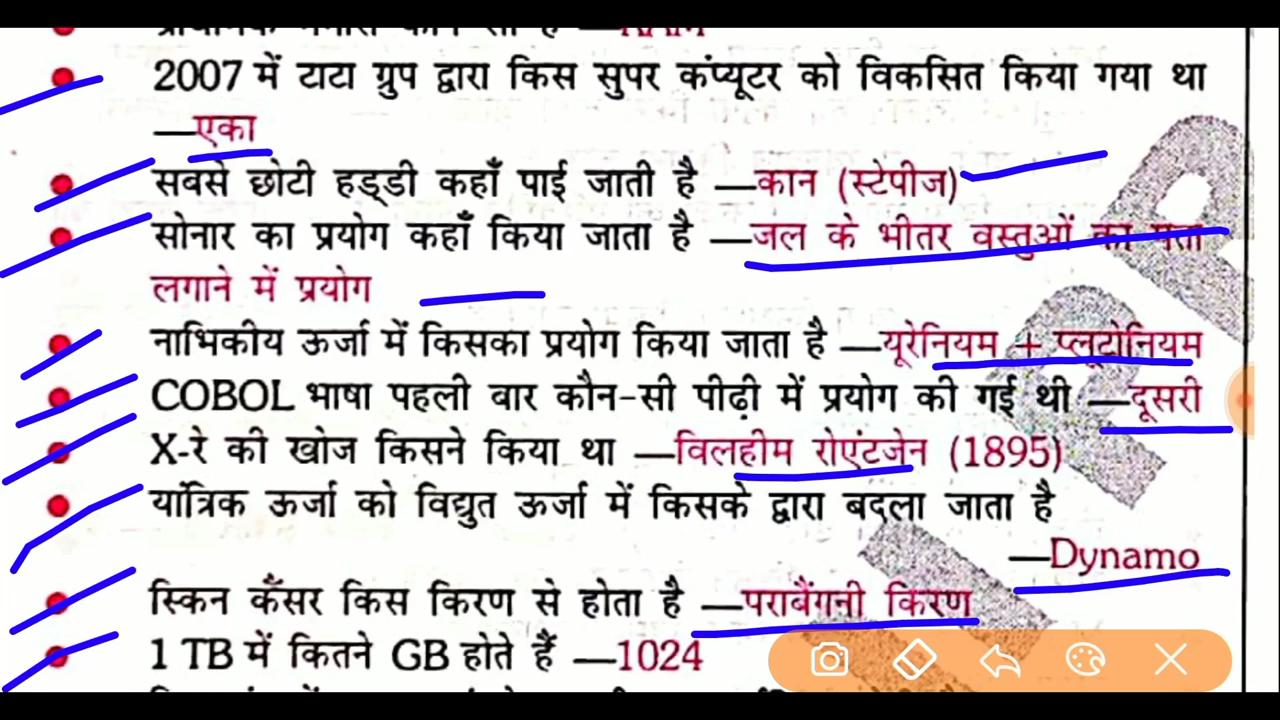 2007 में टाटा ग्रुप द्वारा किस सुपर कंप्यूटर को विकसित किया गया था
—एका
सबसे छोटी हड्डी कहाँ पाई जाती है —कान (स्टेपीज)
सोनार का प्रयोग कहाँ किया जाता है —जल के भीतर वस्तुओं का पता
लगाने में प्रयोग
नाभिकीय ऊर्जा में किसका प्रयोग किया जाता है —यूरेनियम + प्लूटोनियम
COBOL भाषा पहली बार कौन-सी पीढ़ी में प्रयोग की गई थी —दूसरी
X-रे की खोज किसने किया था —विलहीम रोएंटजेन (1895)
यांत्रिक ऊर्जा को विद्युत ऊर्जा में किसके द्वारा बदला जाता है
—Dynamo
स्किन कैंसर किस किरण से होता है —पराबैंगनी किरण
1 TB में कितने GB होते हैं —1024